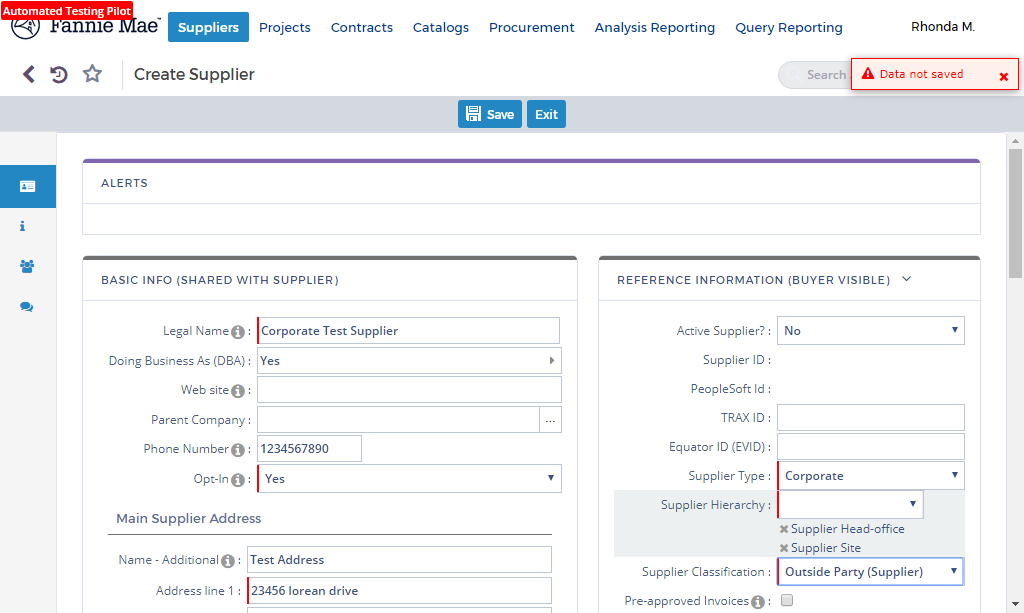 Automated Testing Pilot
Fannie Mae
Suppliers Projects Contracts Catalogs Procurement Analysis Reporting Query Reporting Rhonda M.
Create Supplier
Search
Data not saved
Save Exit
ALERTS
BASIC INFO (SHARED WITH SUPPLIER)
Legal Name : Corporate Test Supplier
Doing Business As (DBA) : Yes
Web site :
Parent Company : ...
Phone Number : 1234567890
Opt-In : Yes
Main Supplier Address
Name - Additional : Test Address
Address line 1 : 23456 lorean drive
REFERENCE INFORMATION (BUYER VISIBLE)
Active Supplier? : No
Supplier ID :
PeopleSoft Id :
TRAX ID :
Equator ID (EVID) :
Supplier Type : Corporate
Supplier Hierarchy :
Supplier Head-office
Supplier Site
Supplier Classification : Outside Party (Supplier)
Pre-approved Invoices :